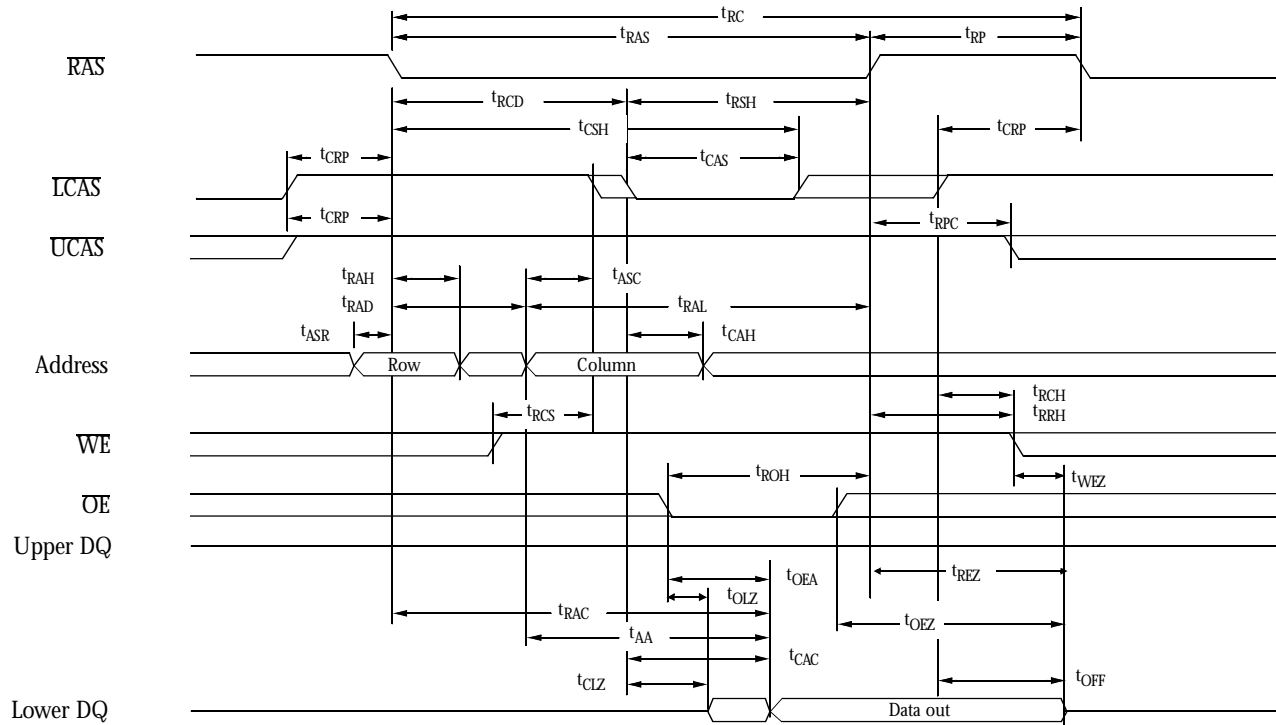 tRC
tRAS tRP
RAS
tRCD tRSH
tCSH tCRP
tCRP tCAS
LCAS
tCRP tRPC
UCAS
tRAH tASC
tRAD tRAL
tASR tCAH
Address Row Column
tRCH
tRCS tRRH
WE
tROH tWEZ
OE
Upper DQ
tOEA tREZ
tOLZ
tRAC tOEZ
tAA
tCAC
tCLZ tOFF
Lower DQ Data out